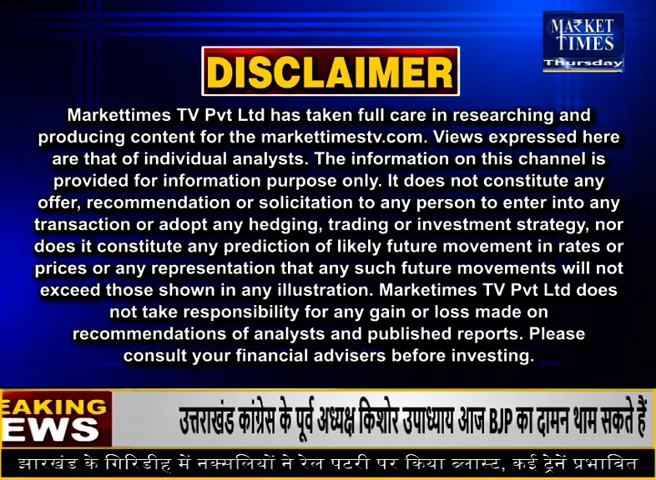 MARKET
TIMES
Thursday
DISCLAIMER
Markettimes TV Pvt Ltd has taken full care in researching and
producing content for the markettimestv.com. Views expressed here
are that of individual analysts. The information on this channel is
provided for information purpose only. It does not constitute any
offer, recommendation or solicitation to any person to enter into any
transaction or adopt any hedging, trading or investment strategy, nor
does it constitute any prediction of likely future movement in rates or
prices or any representation that any such future movements will not
exceed those shown in any illustration. Marketimes TV Pvt Ltd does
not take responsibility for any gain or loss made on
recommendations of analysts and published reports. Please
consult your financial advisers before investing.
EAKING
EWS
उत्तराखंड कांग्रेस के पूर्व अध्यक्ष किशोर उपाध्याय आज BJP का दामन थाम सकते हैं
झारखंड के गिरिडीह में नक्सलियों ने रेल पटरी पर किया ब्लास्ट, कई ट्रेनें प्रभावित